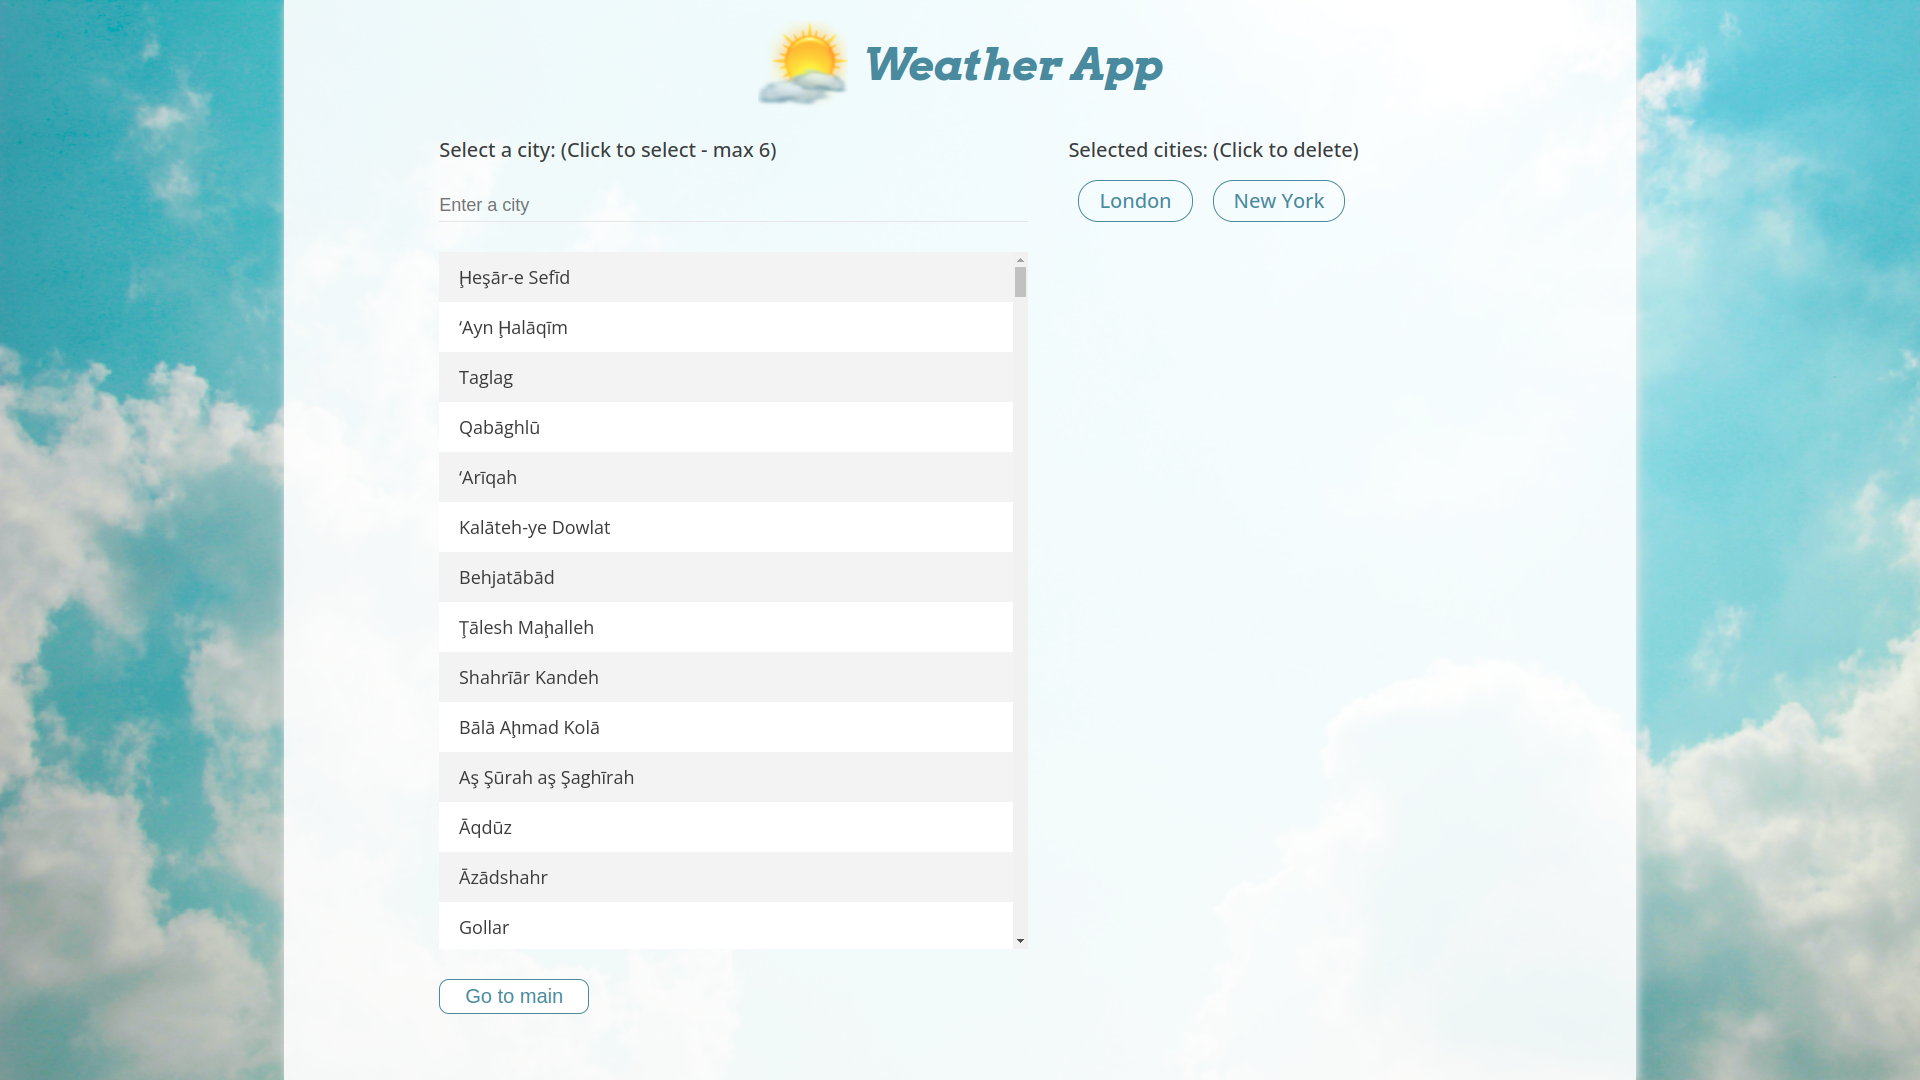 Weather App
Select a city: (Click to select - max 6)
Enter a city
Ḩeşār-e Sefīd
‘Ayn Ḩalāqīm
Taglag
Qabāghlū
‘Arīqah
Kalāteh-ye Dowlat
Behjatābād
Ţālesh Maḩalleh
Shahrīār Kandeh
Bālā Aḩmad Kolā
Aş Şūrah aş Şaghīrah
Āqdūz
Āzādshahr
Gollar
Go to main
Selected cities: (Click to delete)
London
New York